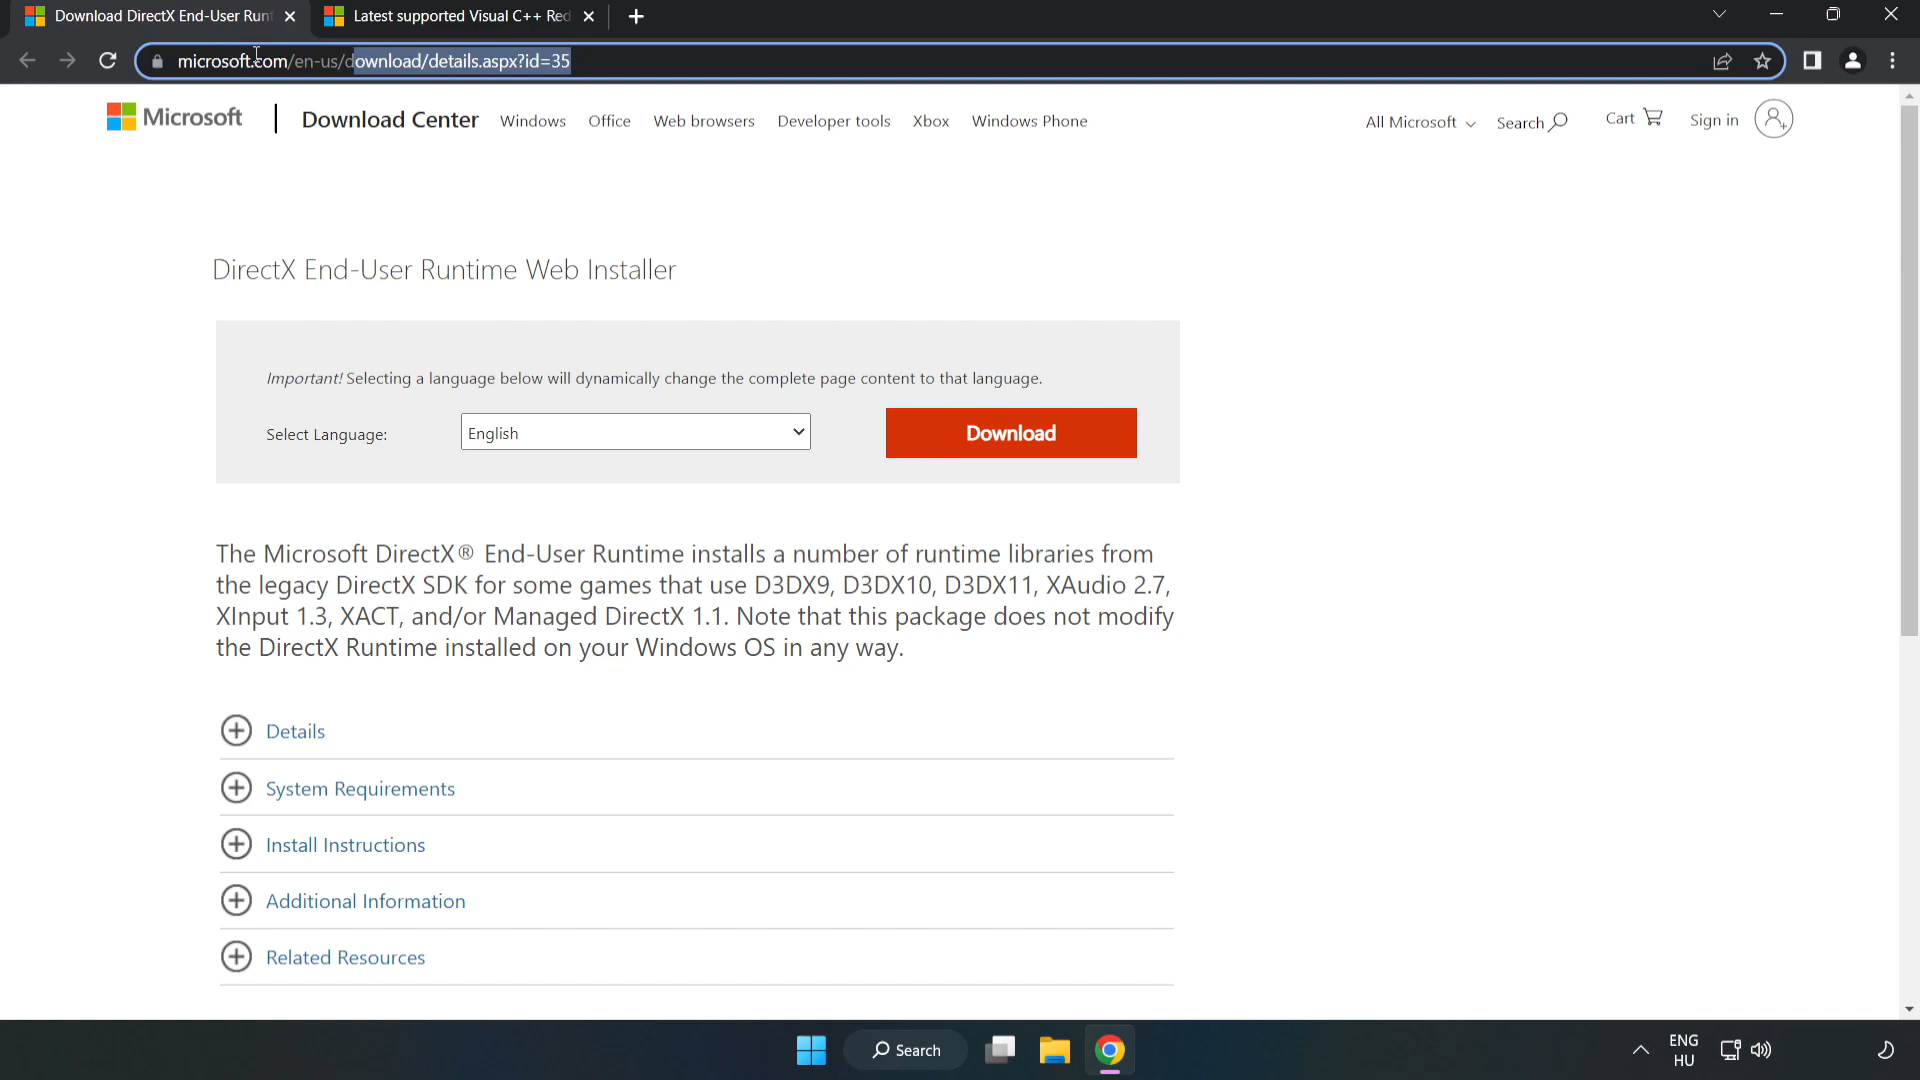 Download DirectX End-User Runt
Latest supported Visual C++ Red
microsoft.com/en-us/download/details.aspx?id=35
Microsoft
Download Center
Windows
Office
Web browsers
Developer tools
Xbox
Windows Phone
All Microsoft
Search
Cart
Sign in
DirectX End-User Runtime Web Installer
Important! Selecting a language below will dynamically change the complete page content to that language.
Select Language:
English
Download
The Microsoft DirectX® End-User Runtime installs a number of runtime libraries from
the legacy DirectX SDK for some games that use D3DX9, D3DX10, D3DX11, XAudio 2.7,
XInput 1.3, XACT, and/or Managed DirectX 1.1. Note that this package does not modify
the DirectX Runtime installed on your Windows OS in any way.
Details
System Requirements
Install Instructions
Additional Information
Related Resources
Search
ENG
HU